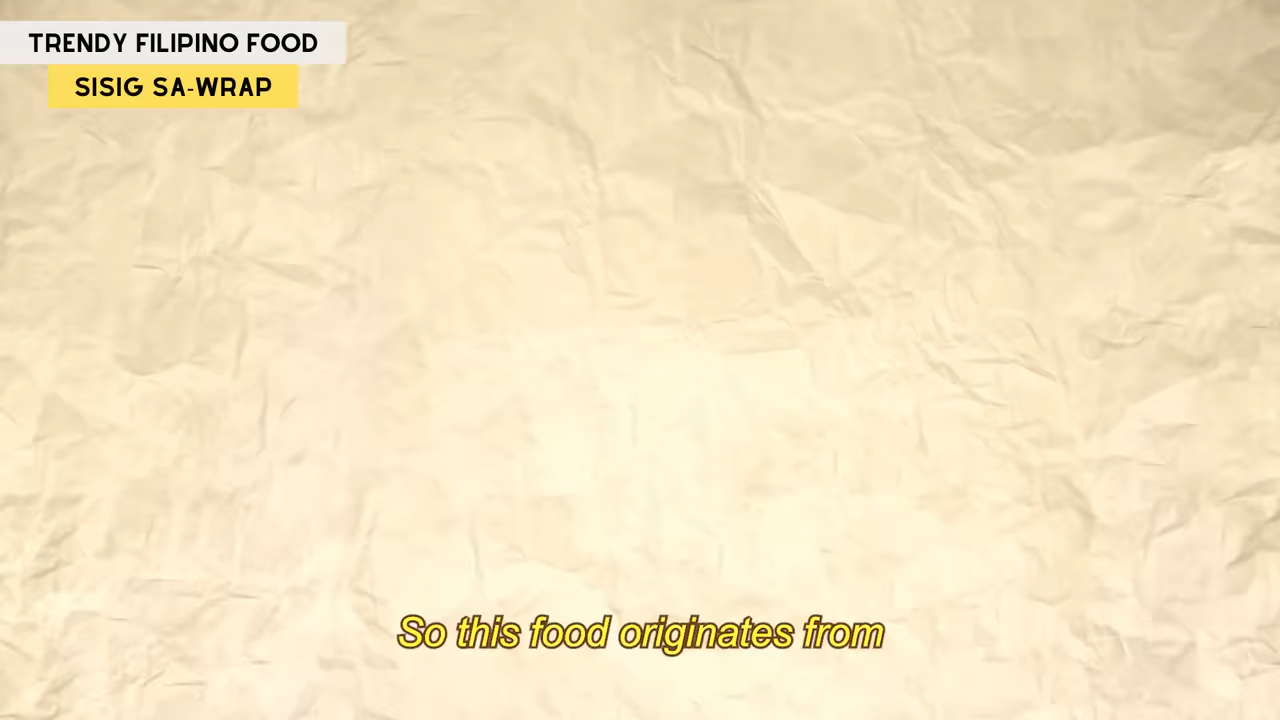 TRENDY FILIPINO FOOD
SISIG SA-WRAP
So this food originates from